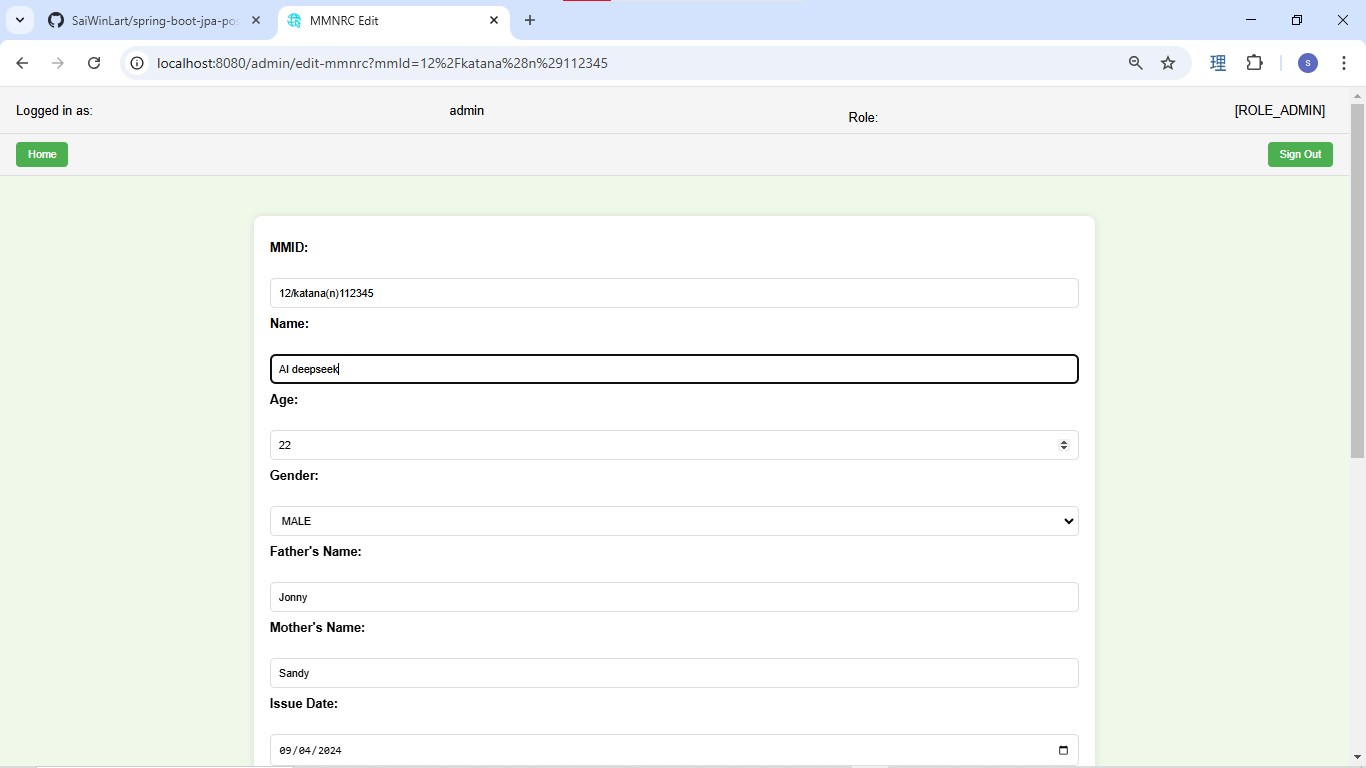 SaiWinLart/spring-boot-jpa-pos
MMNRC Edit
localhost:8080/admin/edit-mmnrc?mmId=12%2Fkatana%28n%29112345
理
s
Logged in as: admin Role: [ROLE_ADMIN]
Home Sign Out
MMID:
12/katana(n)112345
Name:
AI deepseek
Age:
22
Gender:
MALE
Father's Name:
Jonny
Mother's Name:
Sandy
Issue Date:
09/04/2024